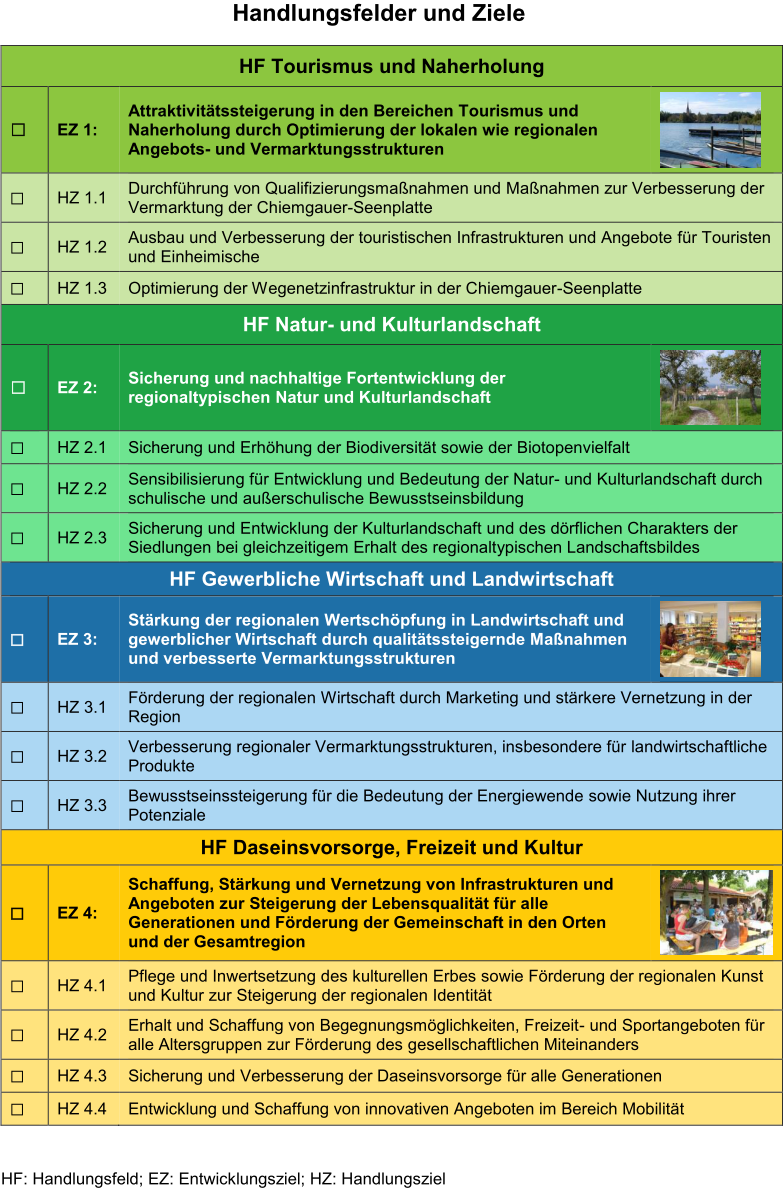 Handlungsfelder und Ziele
HF Tourismus und Naherholung
☐ EZ 1: Attraktivitätssteigerung in den Bereichen Tourismus und
Naherholung durch Optimierung der lokalen wie regionalen
Angebots- und Vermarktungsstrukturen
☐ HZ 1.1 Durchführung von Qualifizierungsmaßnahmen und Maßnahmen zur Verbesserung der
Vermarktung der Chiemgauer-Seenplatte
☐ HZ 1.2 Ausbau und Verbesserung der touristischen Infrastrukturen und Angebote für Touristen
und Einheimische
☐ HZ 1.3 Optimierung der Wegenetzinfrastruktur in der Chiemgauer-Seenplatte
HF Natur- und Kulturlandschaft
☐ EZ 2: Sicherung und nachhaltige Fortentwicklung der
regionaltypischen Natur und Kulturlandschaft
☐ HZ 2.1 Sicherung und Erhöhung der Biodiversität sowie der Biotopenvielfalt
☐ HZ 2.2 Sensibilisierung für Entwicklung und Bedeutung der Natur- und Kulturlandschaft durch
schulische und außerschulische Bewusstseinsbildung
☐ HZ 2.3 Sicherung und Entwicklung der Kulturlandschaft und des dörflichen Charakters der
Siedlungen bei gleichzeitigem Erhalt des regionaltypischen Landschaftsbildes
HF Gewerbliche Wirtschaft und Landwirtschaft
☐ EZ 3: Stärkung der regionalen Wertschöpfung in Landwirtschaft und
gewerblicher Wirtschaft durch qualitätssteigernde Maßnahmen
und verbesserte Vermarktungsstrukturen
☐ HZ 3.1 Förderung der regionalen Wirtschaft durch Marketing und stärkere Vernetzung in der
Region
☐ HZ 3.2 Verbesserung regionaler Vermarktungsstrukturen, insbesondere für landwirtschaftliche
Produkte
☐ HZ 3.3 Bewusstseinssteigerung für die Bedeutung der Energiewende sowie Nutzung ihrer
Potenziale
HF Daseinsvorsorge, Freizeit und Kultur
☐ EZ 4: Schaffung, Stärkung und Vernetzung von Infrastrukturen und
Angeboten zur Steigerung der Lebensqualität für alle
Generationen und Förderung der Gemeinschaft in den Orten
und der Gesamtregion
☐ HZ 4.1 Pflege und Inwertsetzung des kulturellen Erbes sowie Förderung der regionalen Kunst
und Kultur zur Steigerung der regionalen Identität
☐ HZ 4.2 Erhalt und Schaffung von Begegnungsmöglichkeiten, Freizeit- und Sportangeboten für
alle Altersgruppen zur Förderung des gesellschaftlichen Miteinanders
☐ HZ 4.3 Sicherung und Verbesserung der Daseinsvorsorge für alle Generationen
☐ HZ 4.4 Entwicklung und Schaffung von innovativen Angeboten im Bereich Mobilität
HF: Handlungsfeld; EZ: Entwicklungsziel; HZ: Handlungsziel